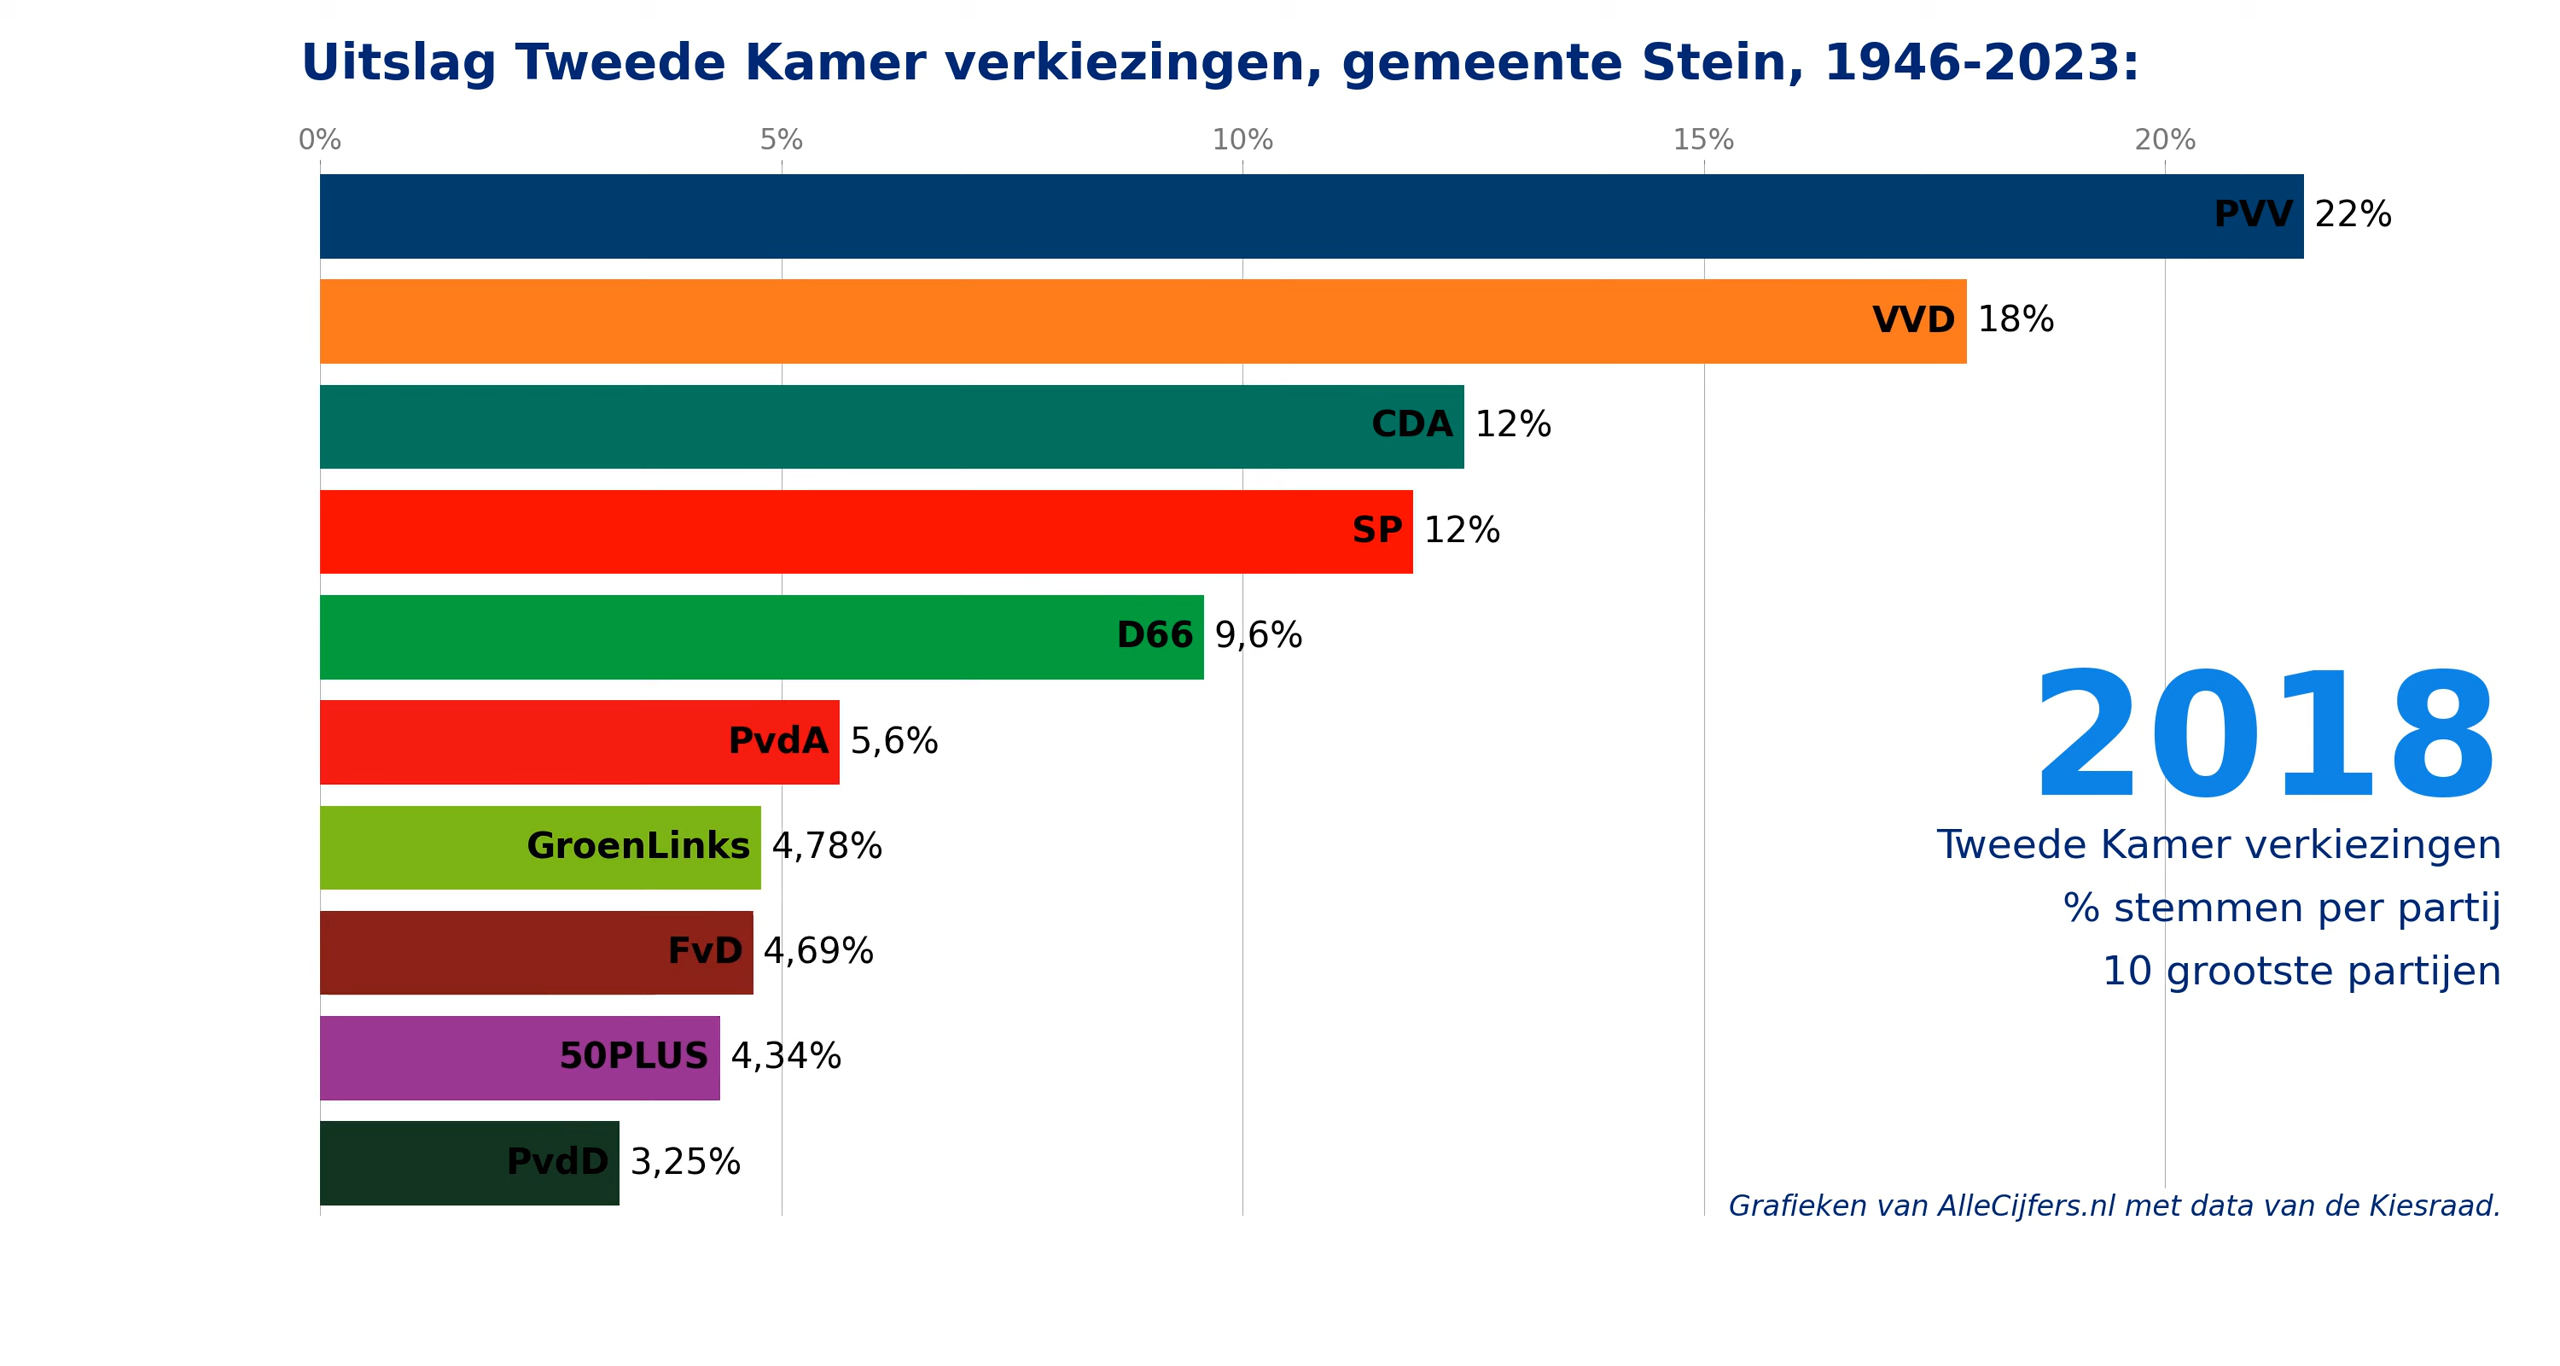 Uitslag Tweede Kamer verkiezingen, gemeente Stein, 1946-2023:
0% 5% 10% 15% 20%
PVV 22%
VVD 18%
CDA 12%
SP 12%
D66 9,6%
PvdA 5,6%
GroenLinks 4,78%
FvD 4,69%
50PLUS 4,34%
PvdD 3,25%
2018
Tweede Kamer verkiezingen
% stemmen per partij
10 grootste partijen
Grafieken van AlleCijfers.nl met data van de Kiesraad.